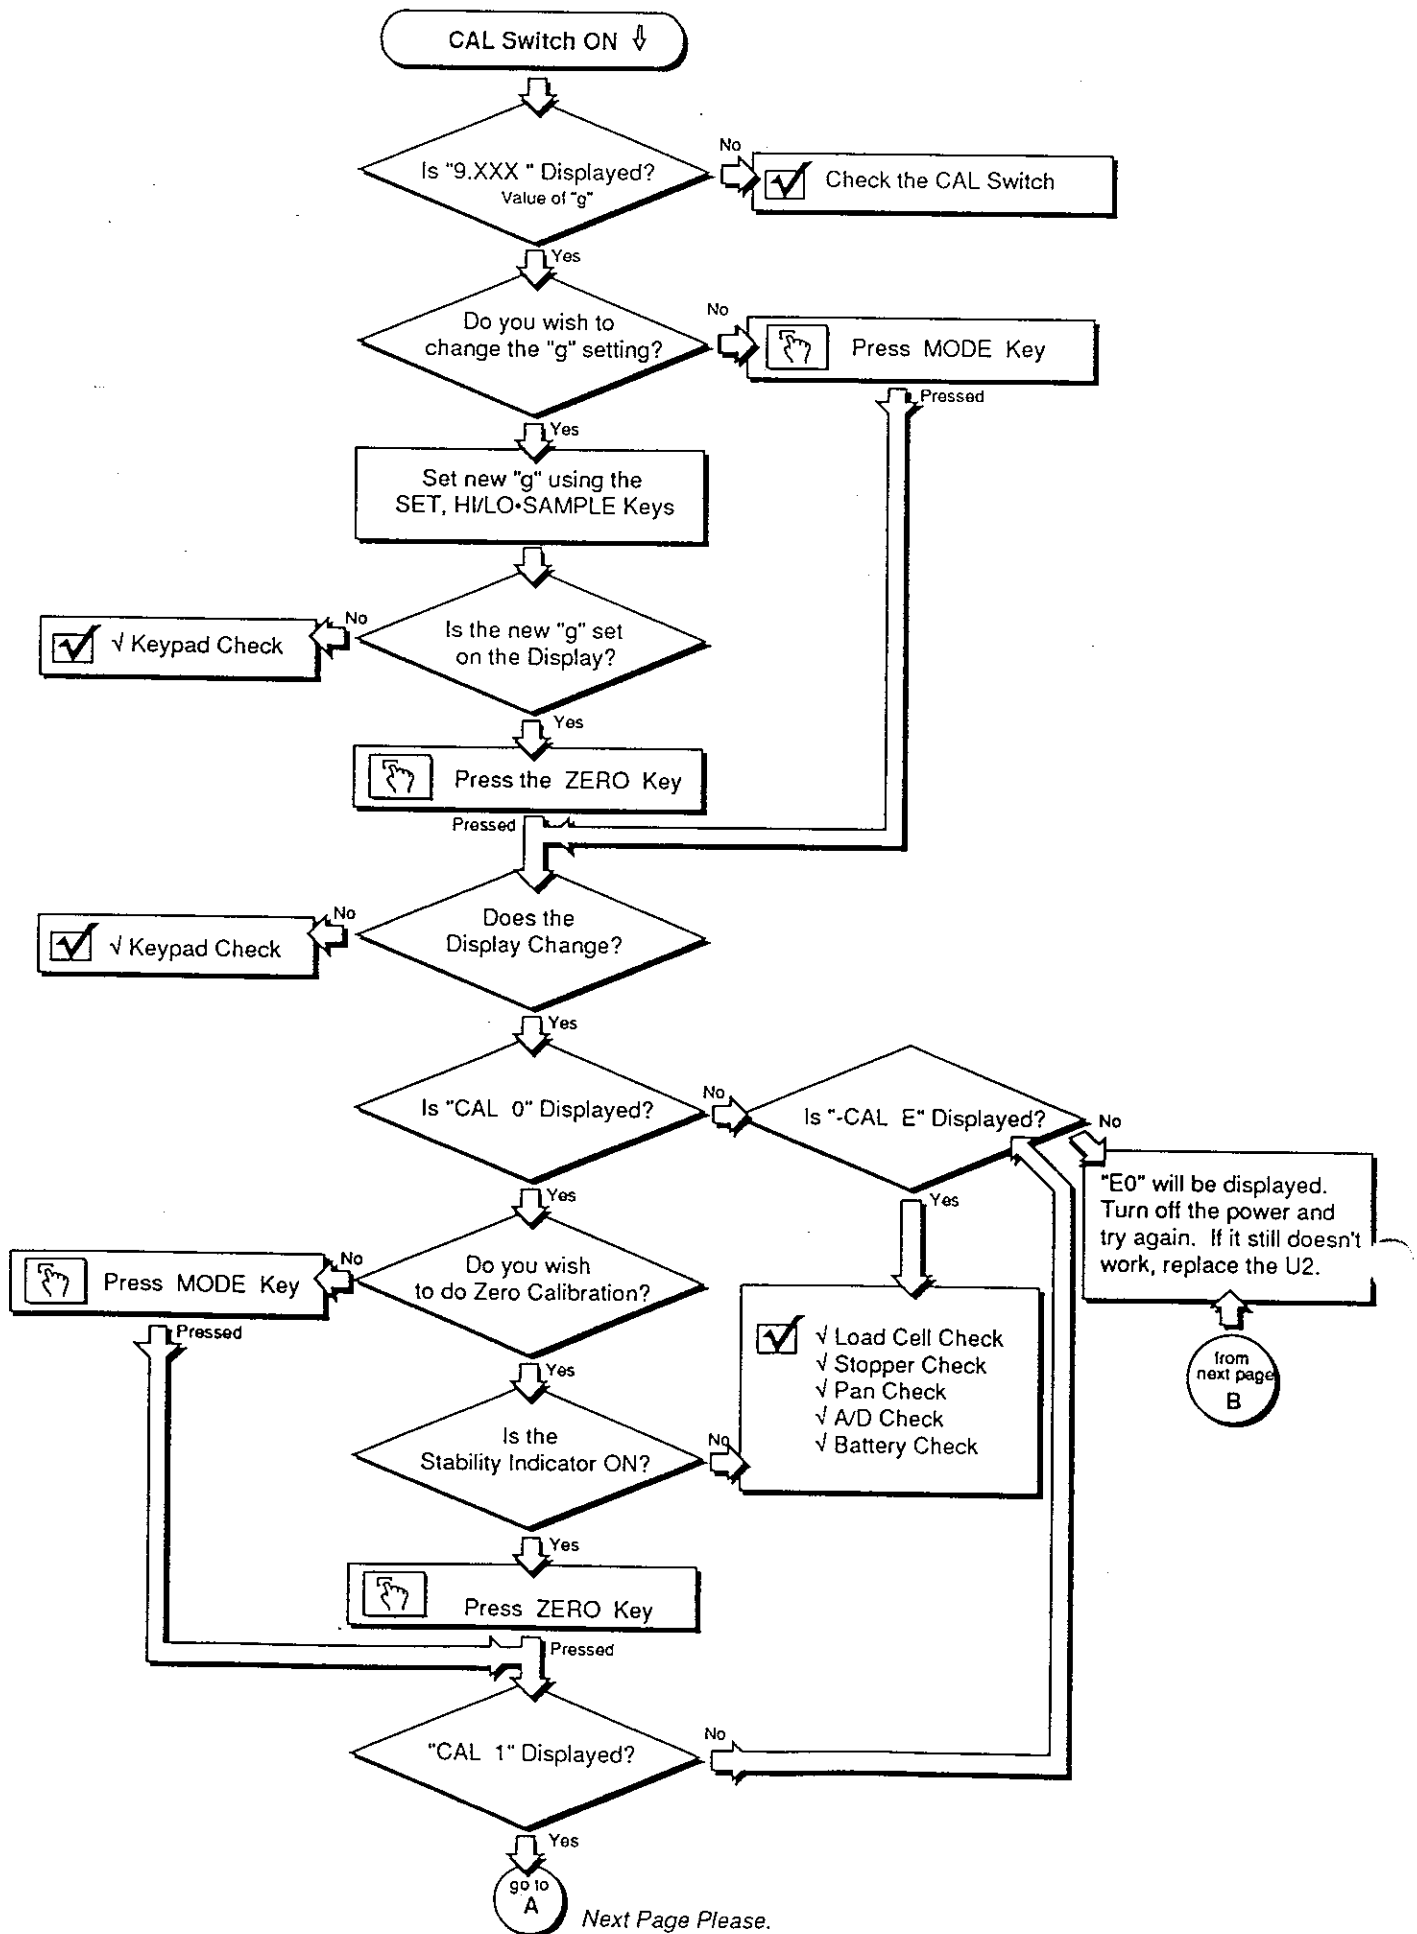 CAL Switch ON ⇩
Is "9.XXX " Displayed?
Value of "g"
No
Check the CAL Switch
Yes
Do you wish to
change the "g" setting?
No
Press MODE Key
Pressed
Yes
Set new "g" using the
SET, HI/LO•SAMPLE Keys
Is the new "g" set
on the Display?
No
√ Keypad Check
Yes
Press the ZERO Key
Pressed
Does the
Display Change?
No
√ Keypad Check
Yes
Is "CAL 0" Displayed?
No
Is "-CAL E" Displayed?
No
"E0" will be displayed.
Turn off the power and
try again. If it still doesn't
work, replace the U2.
from
next page
B
Yes
√ Load Cell Check
√ Stopper Check
√ Pan Check
√ A/D Check
√ Battery Check
Yes
Do you wish
to do Zero Calibration?
No
Press MODE Key
Pressed
Yes
Is the
Stability Indicator ON?
No
Yes
Press ZERO Key
Pressed
"CAL 1" Displayed?
No
Yes
go to
A
Next Page Please.